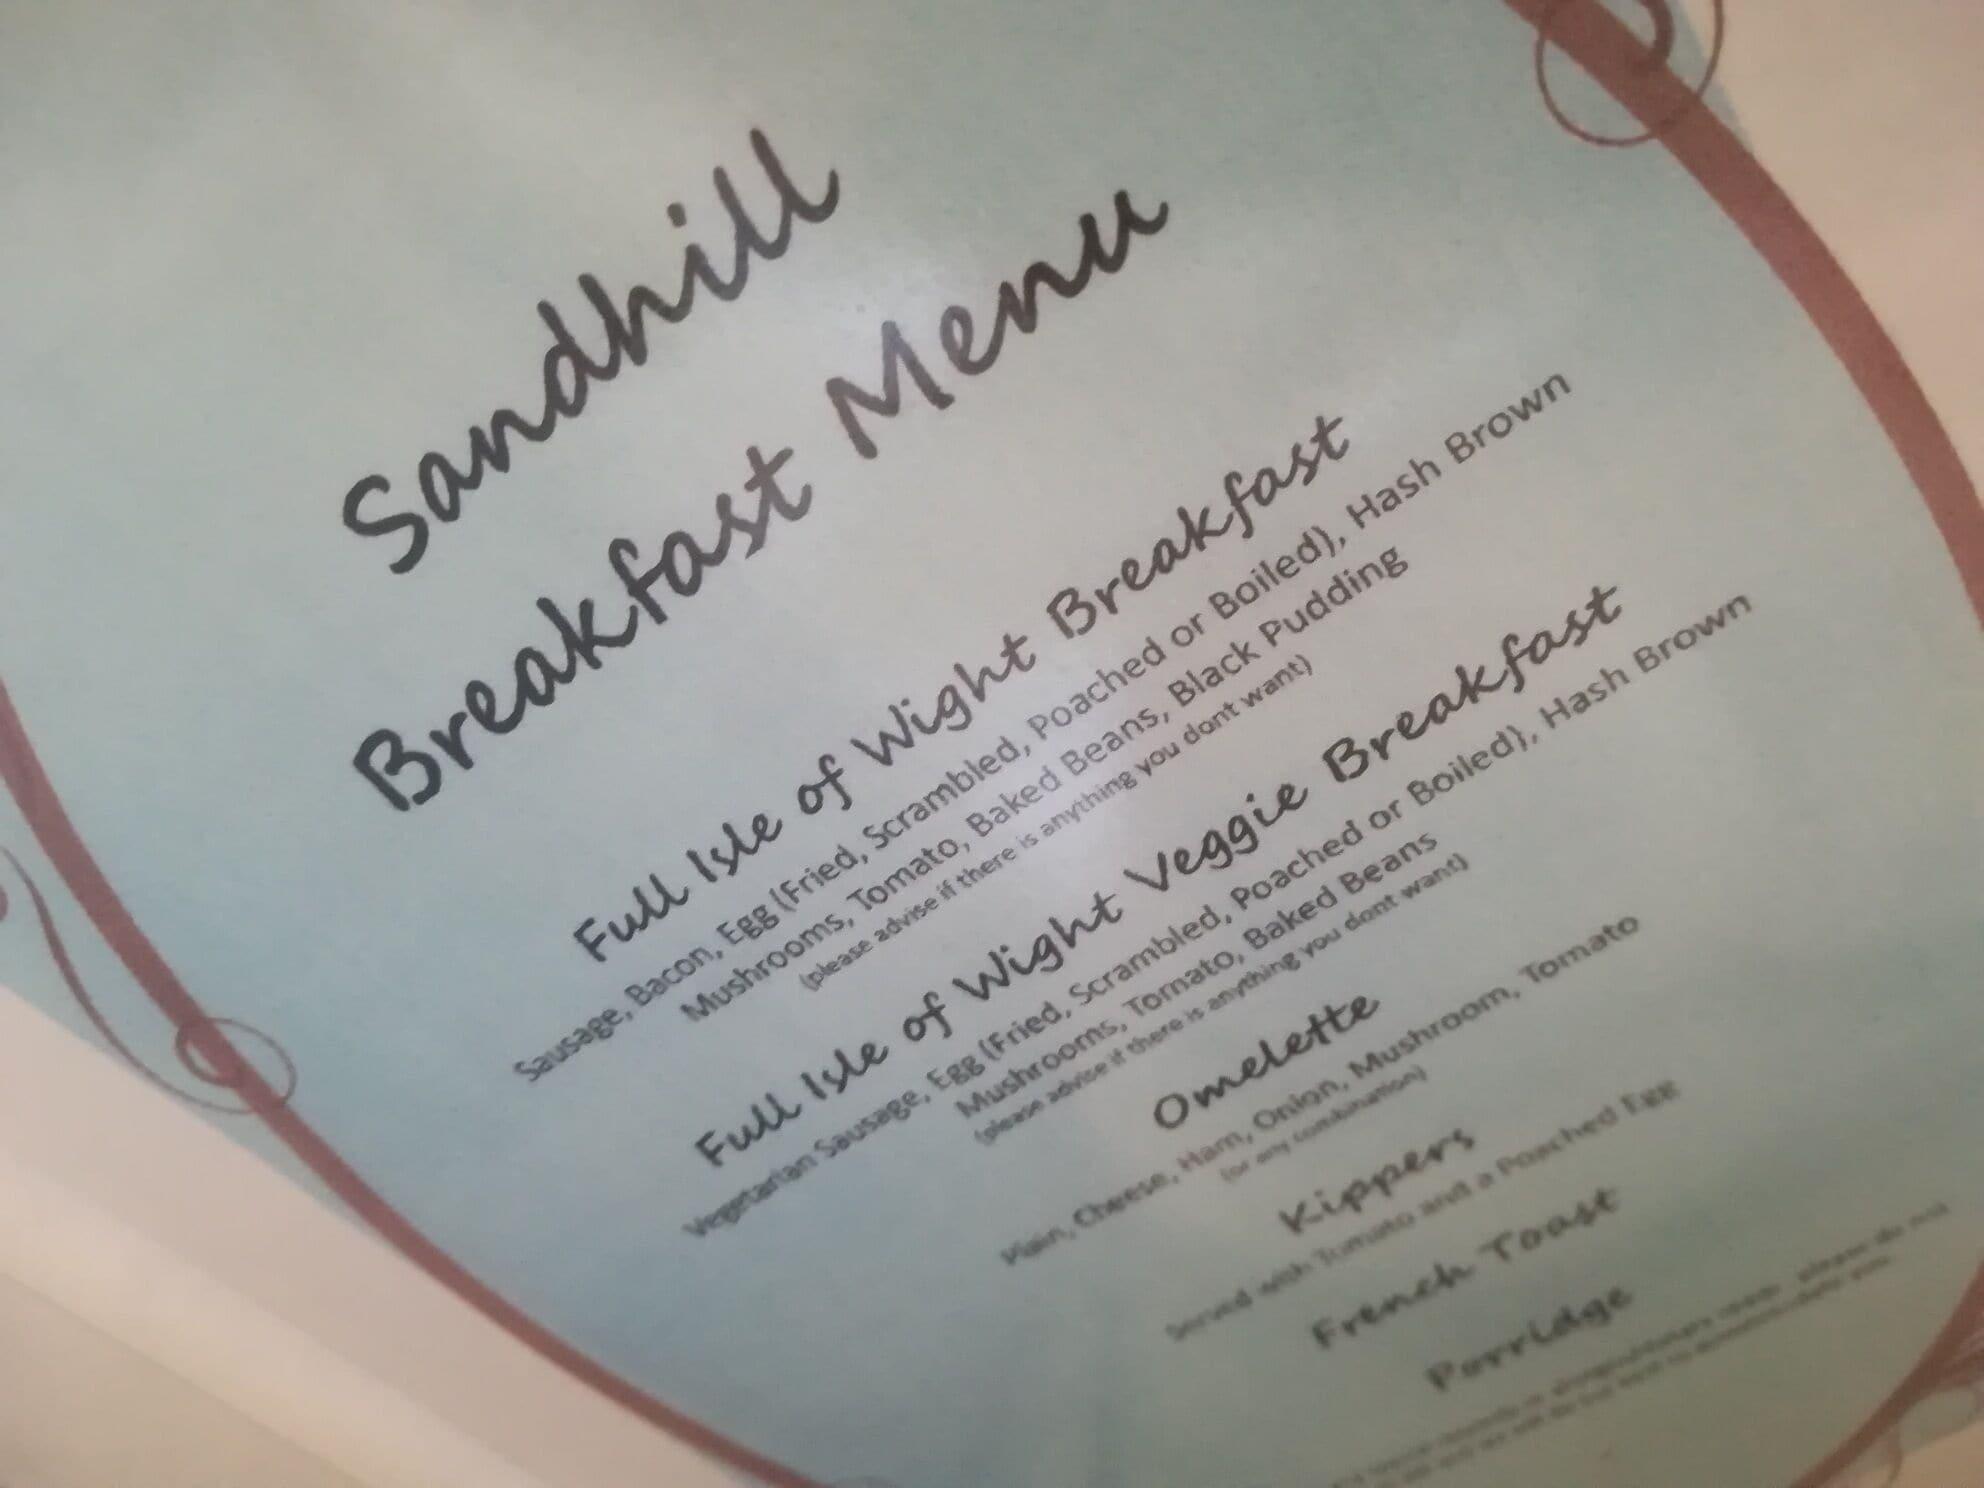 Sandhill
Breakfast Menu
Full Isle of Wight Breakfast
Sausage, Bacon, Egg (Fried, Scrambled, Poached or Boiled), Hash Brown
Mushrooms, Tomato, Baked Beans, Black Pudding
(please advise if there is anything you dont want)
Full Isle of Wight Veggie Breakfast
Vegetarian Sausage, Egg (Fried, Scrambled, Poached or Boiled), Hash Brown
Mushrooms, Tomato, Baked Beans
(please advise if there is anything you dont want)
Omelette
Plain, Cheese, Ham, Onion, Mushroom, Tomato
(or any combination)
Kippers
Served with Tomato and a Poached Egg
French Toast
Porridge
please do not